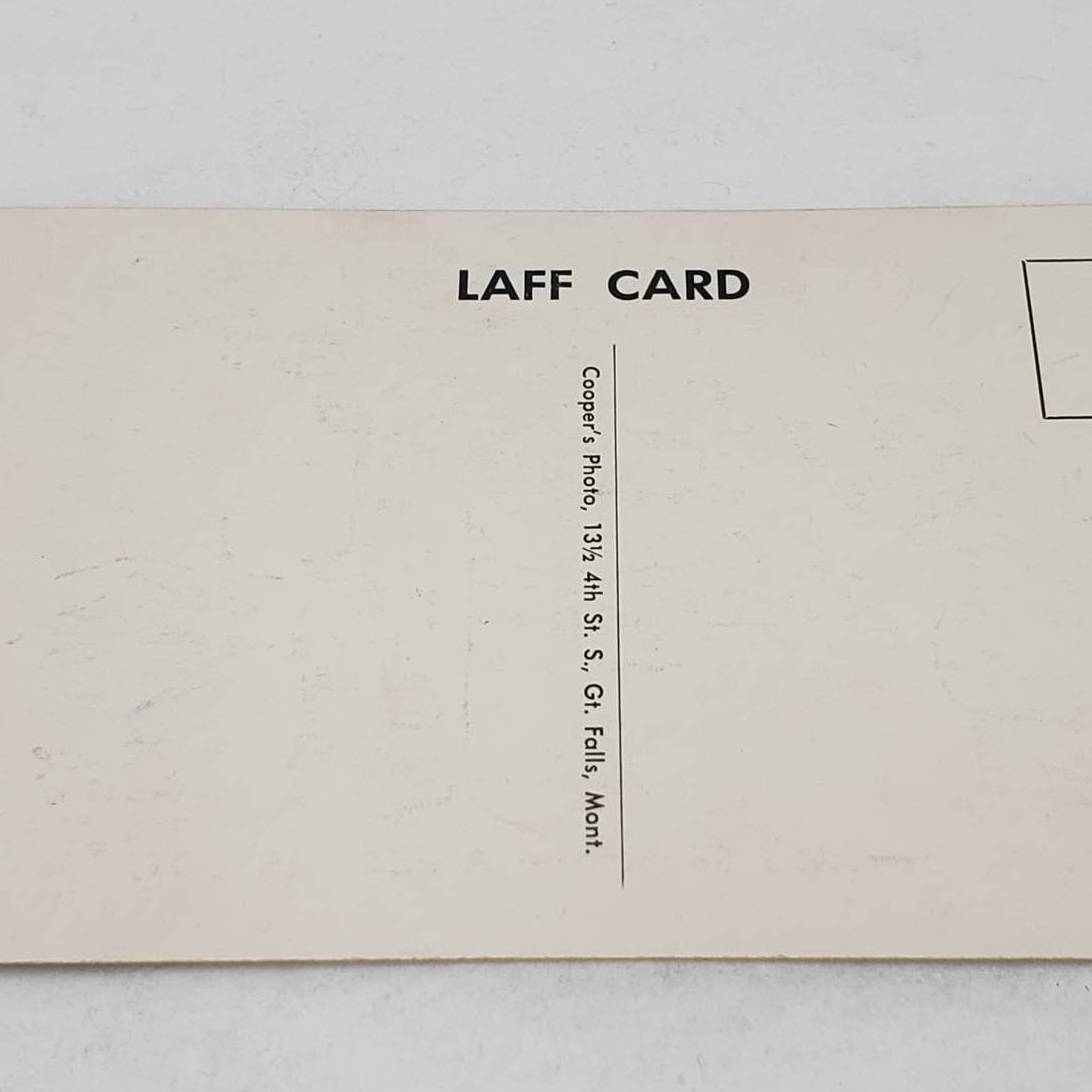 LAFF CARD
Cooper's Photo, 13½ 4th St. S., Gt. Falls, Mont.